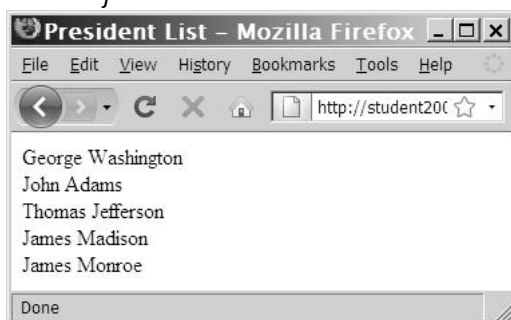 President List – Mozilla Firefox
File Edit View History Bookmarks Tools Help
http://student200
George Washington
John Adams
Thomas Jefferson
James Madison
James Monroe
Done